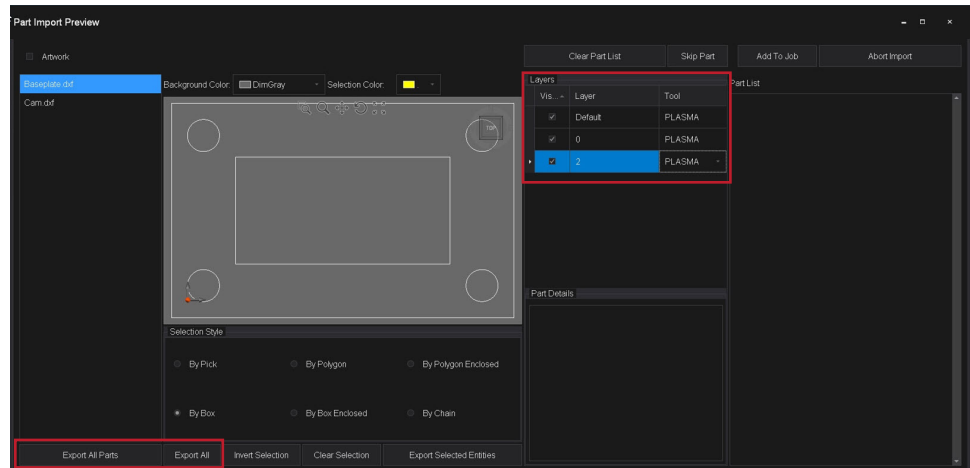 Part Import Preview
Artwork
Clear Part List
Skip Part
Add To Job
Abort Import
Baseplate.dxf
Cam.dxf
Background Color:
DimGray
Selection Color:
TOP
Layers
Vis...
Layer
Tool
Default
PLASMA
0
PLASMA
2
PLASMA
Part List
Part Details
Selection Style
By Pick
By Polygon
By Polygon Enclosed
By Box
By Box Enclosed
By Chain
Export All Parts
Export All
Invert Selection
Clear Selection
Export Selected Entities